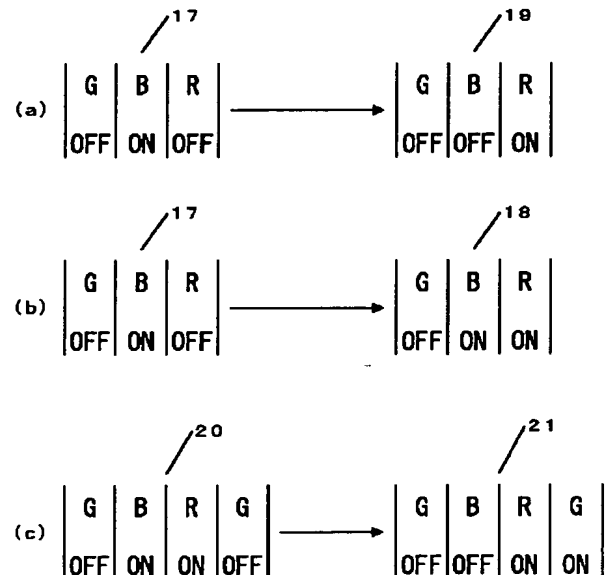 17 19
G B R G B R
(a)
OFF ON OFF OFF OFF ON
17 18
G B R G B R
(b)
OFF ON OFF OFF ON ON
20 21
G B R G G B R G
(c)
OFF ON ON OFF OFF OFF ON ON